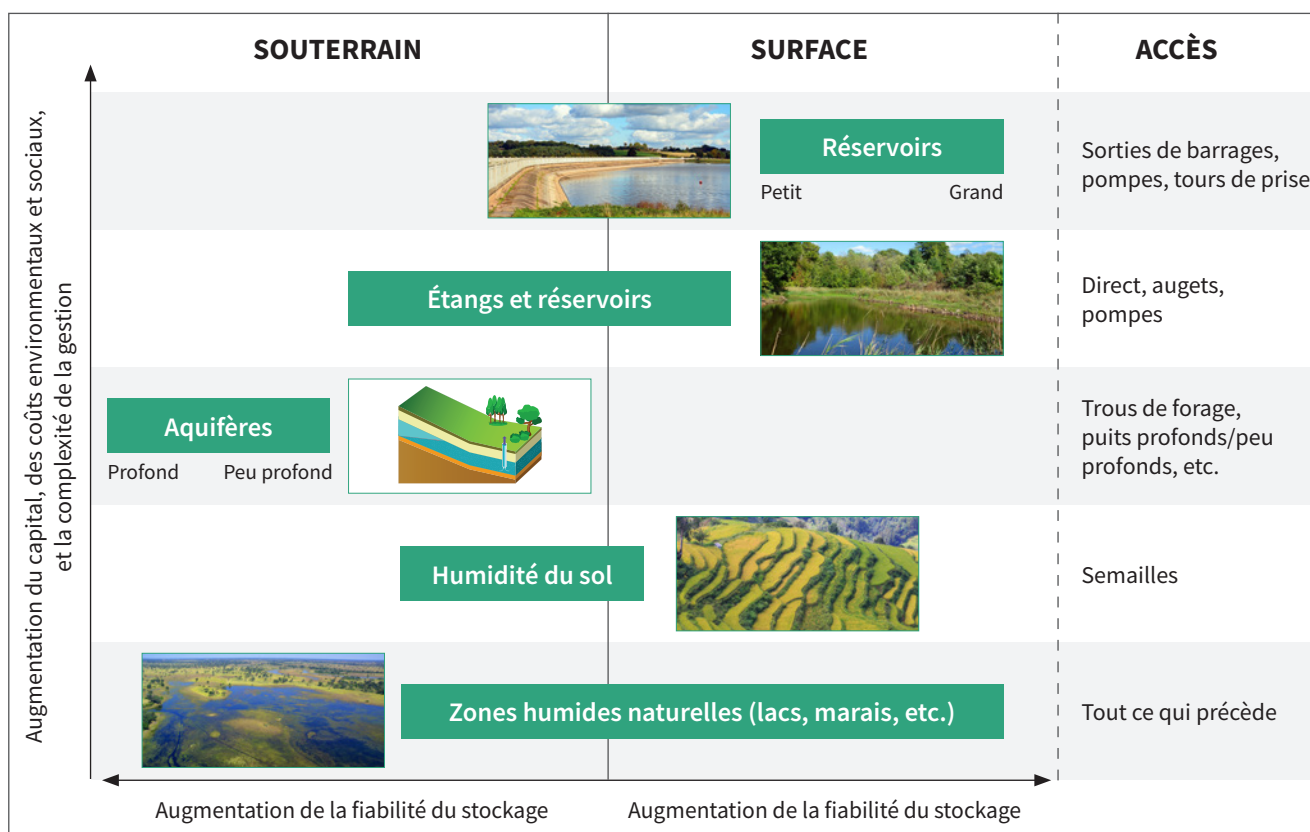 SOUTERRAIN
SURFACE
ACCÈS
Augmentation du capital, des coûts environmentaux et sociaux,
et la complexité de la gestion
Réservoirs
Petit
Grand
Sorties de barrages,
pompes, tours de prise
Étangs et réservoirs
Direct, augets,
pompes
Aquifères
Profond
Peu profond
Trous de forage,
puits profonds/peu
profonds, etc.
Humidité du sol
Semailles
Zones humides naturelles (lacs, marais, etc.)
Tout ce qui précède
Augmentation de la fiabilité du stockage
Augmentation de la fiabilité du stockage